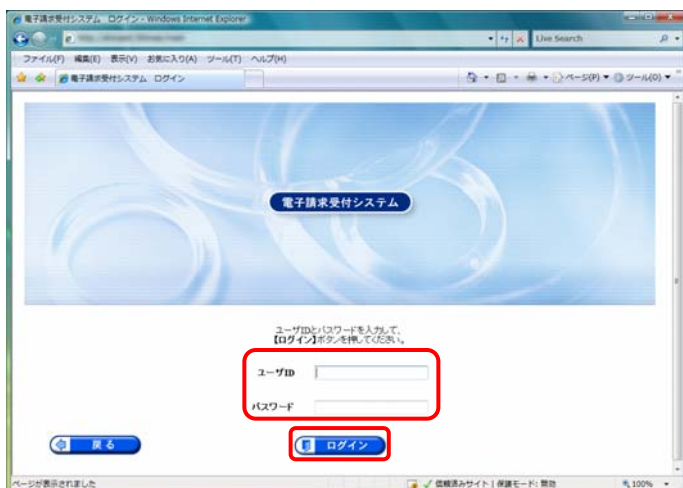 電子請求受付システム ログイン - Windows Internet Explorer
Live Search
ファイル(F) 編集(E) 表示(V) お気に入り(A) ツール(T) ヘルプ(H)
電子請求受付システム ログイン
ページ(P) ツール(O)
電子請求受付システム
ユーザIDとパスワードを入力して、
【ログイン】ボタンを押してください。
ユーザID
パスワード
戻る
ログイン
ページが表示されました
信頼済みサイト | 保護モード: 無効
100%